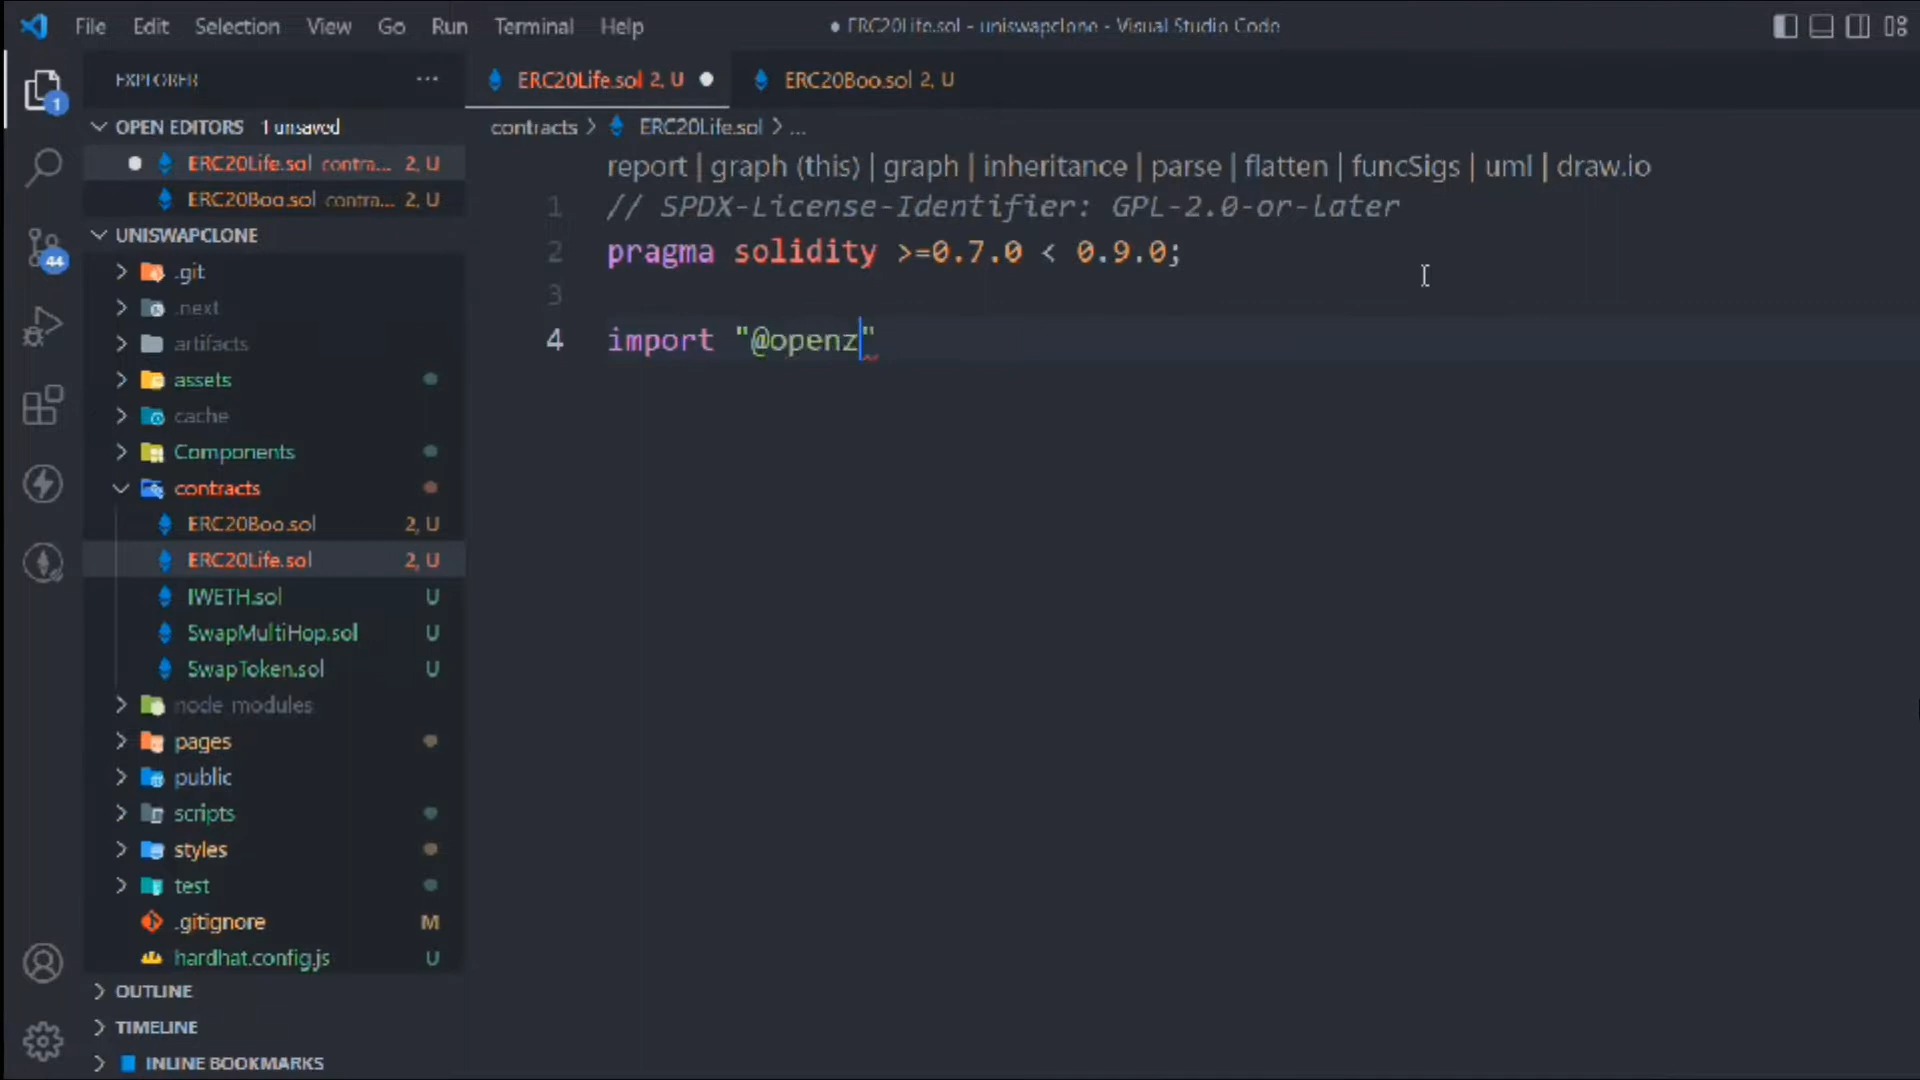 File Edit Selection View Go Run Terminal Help ● ERC20Life.sol - uniswapclone - Visual Studio Code
EXPLORER ...
1
OPEN EDITORS 1 unsaved
ERC20Life.sol contra... 2, U
ERC20Boo.sol contra... 2, U
UNISWAPCLONE
.git
44
.next
artifacts
assets
cache
Components
contracts
ERC20Boo.sol 2, U
ERC20Life.sol 2, U
IWETH.sol U
SwapMultiHop.sol U
SwapToken.sol U
node_modules
pages
public
scripts
styles
test
.gitignore M
hardhat.config.js U
OUTLINE
TIMELINE
INLINE BOOKMARKS
ERC20Life.sol 2, U ERC20Boo.sol 2, U
contracts > ERC20Life.sol > ...
report | graph (this) | graph | inheritance | parse | flatten | funcSigs | uml | draw.io
1 // SPDX-License-Identifier: GPL-2.0-or-later
2 pragma solidity >=0.7.0 < 0.9.0;
3
4 import "@openz"